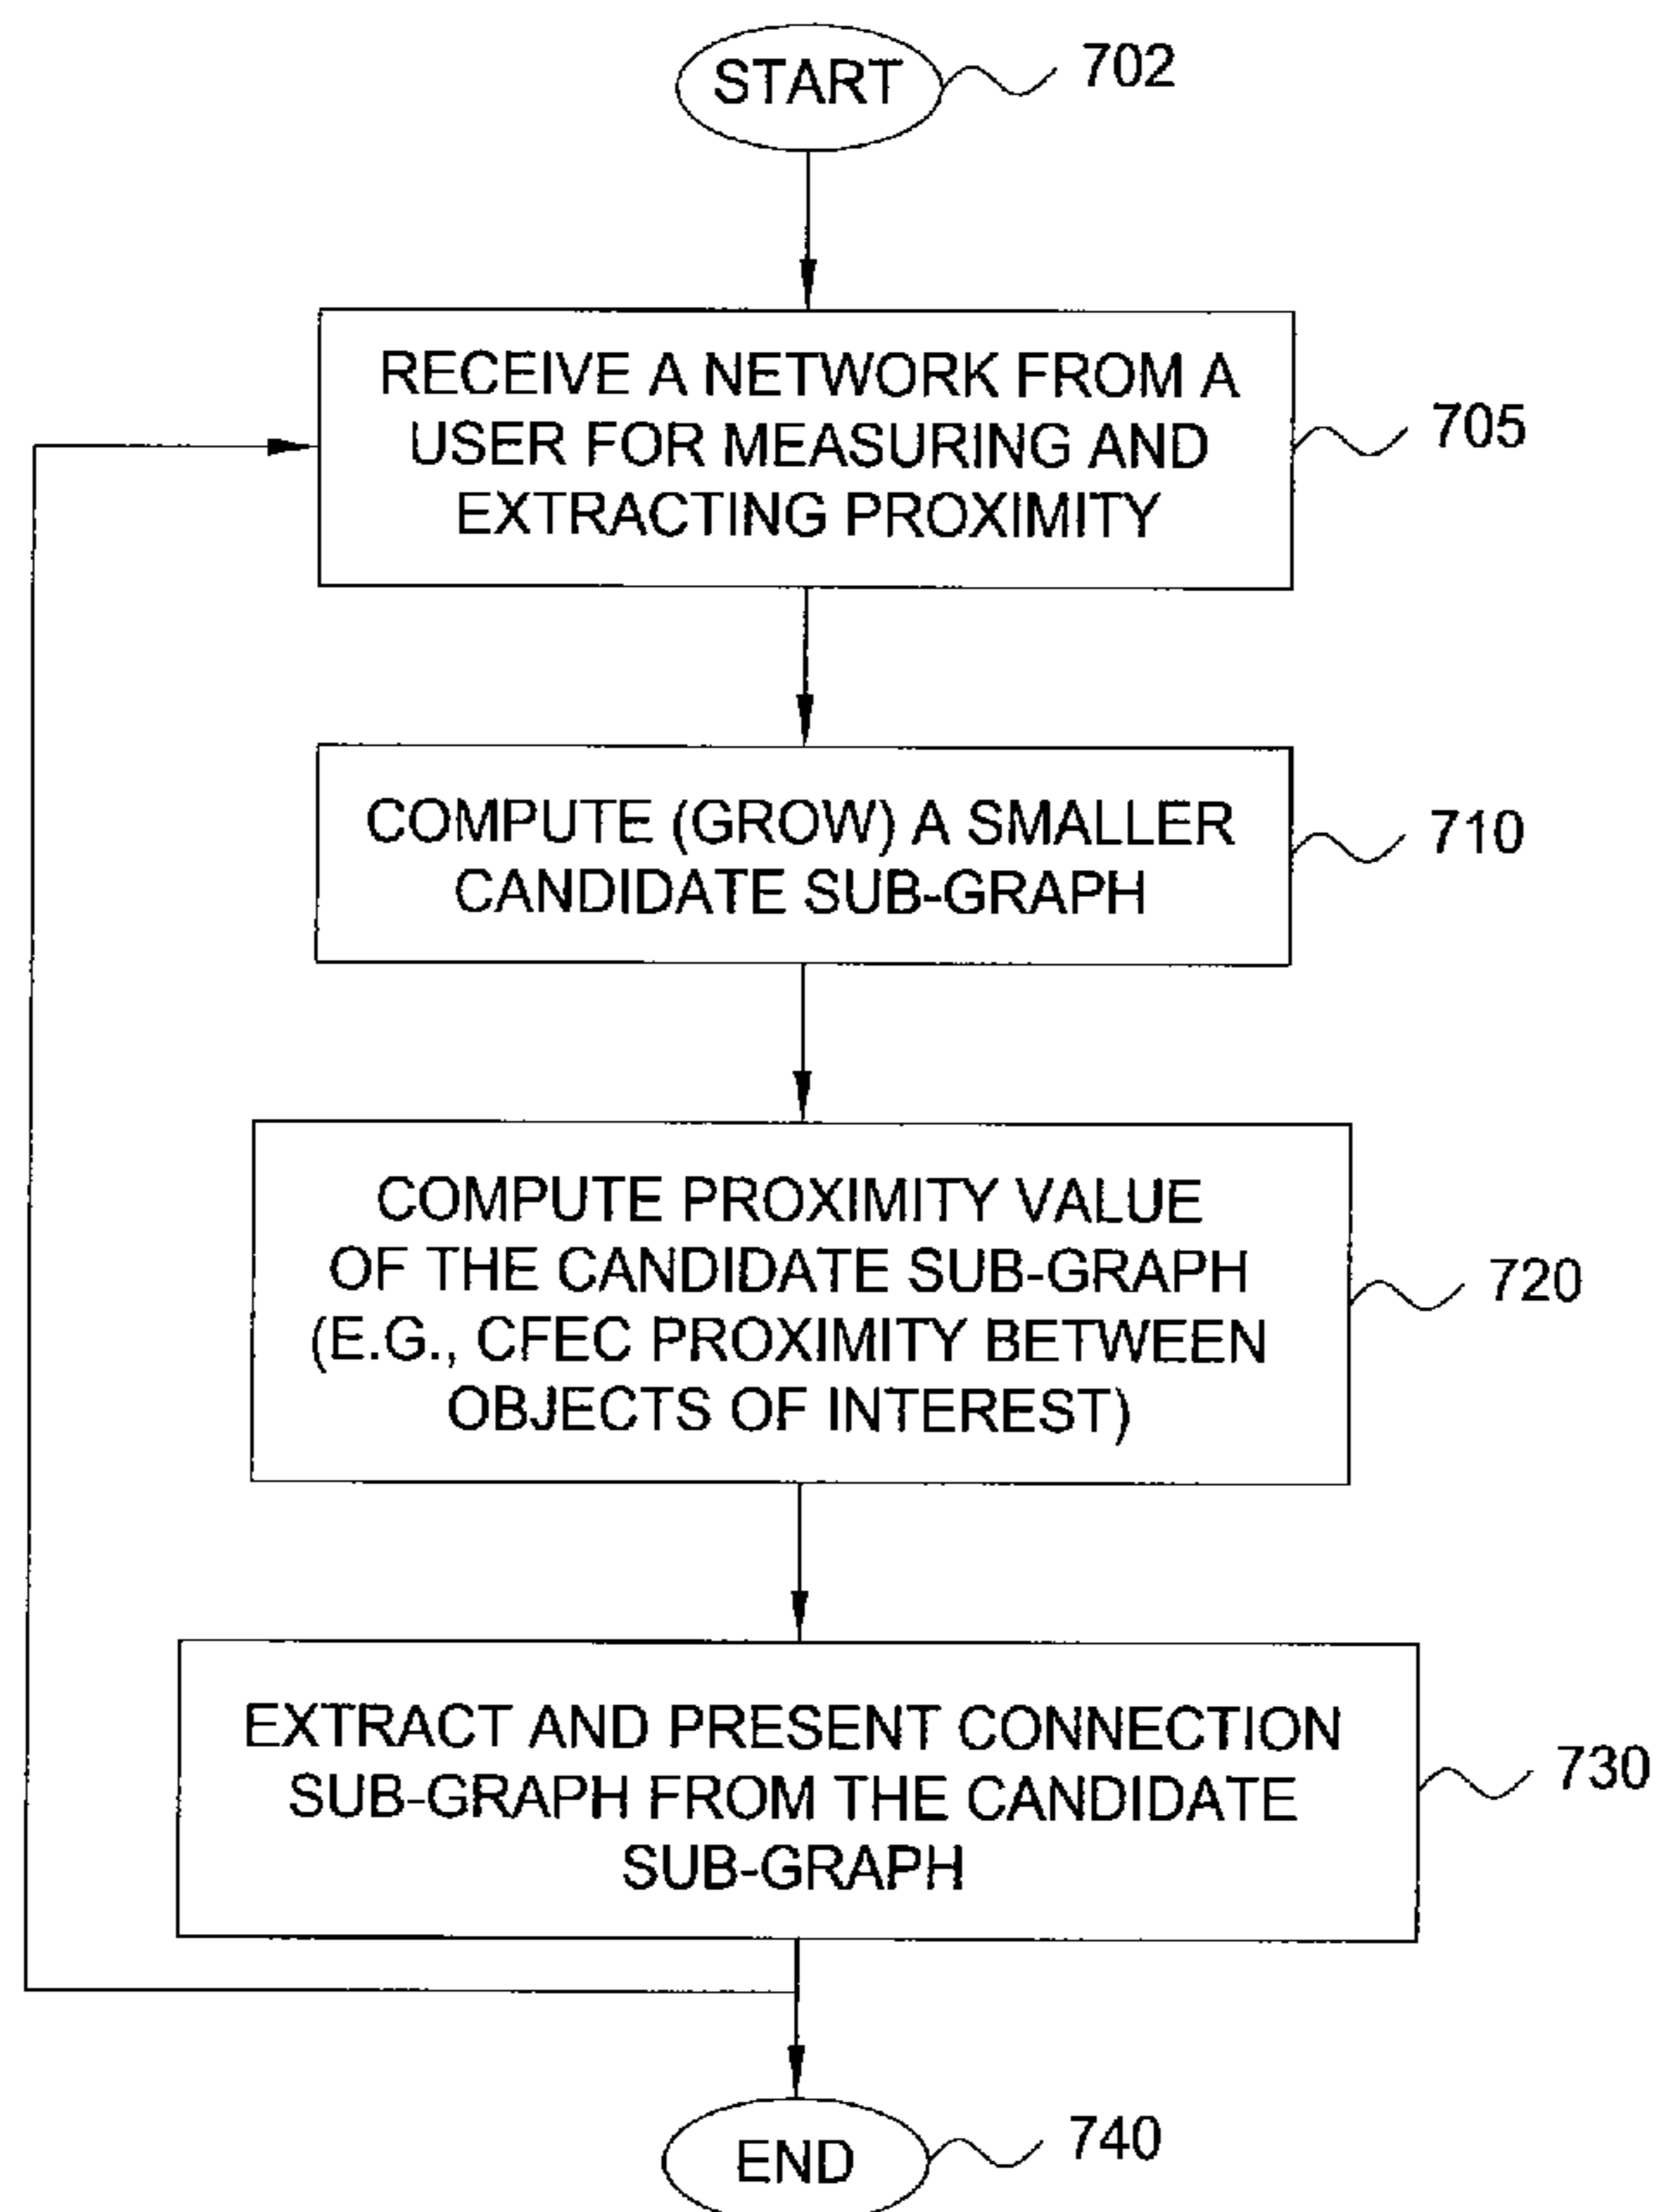 START
702
RECEIVE A NETWORK FROM A
USER FOR MEASURING AND
EXTRACTING PROXIMITY
705
COMPUTE (GROW) A SMALLER
CANDIDATE SUB-GRAPH
710
COMPUTE PROXIMITY VALUE
OF THE CANDIDATE SUB-GRAPH
(E.G., CFEC PROXIMITY BETWEEN
OBJECTS OF INTEREST)
720
EXTRACT AND PRESENT CONNECTION
SUB-GRAPH FROM THE CANDIDATE
SUB-GRAPH
730
END
740